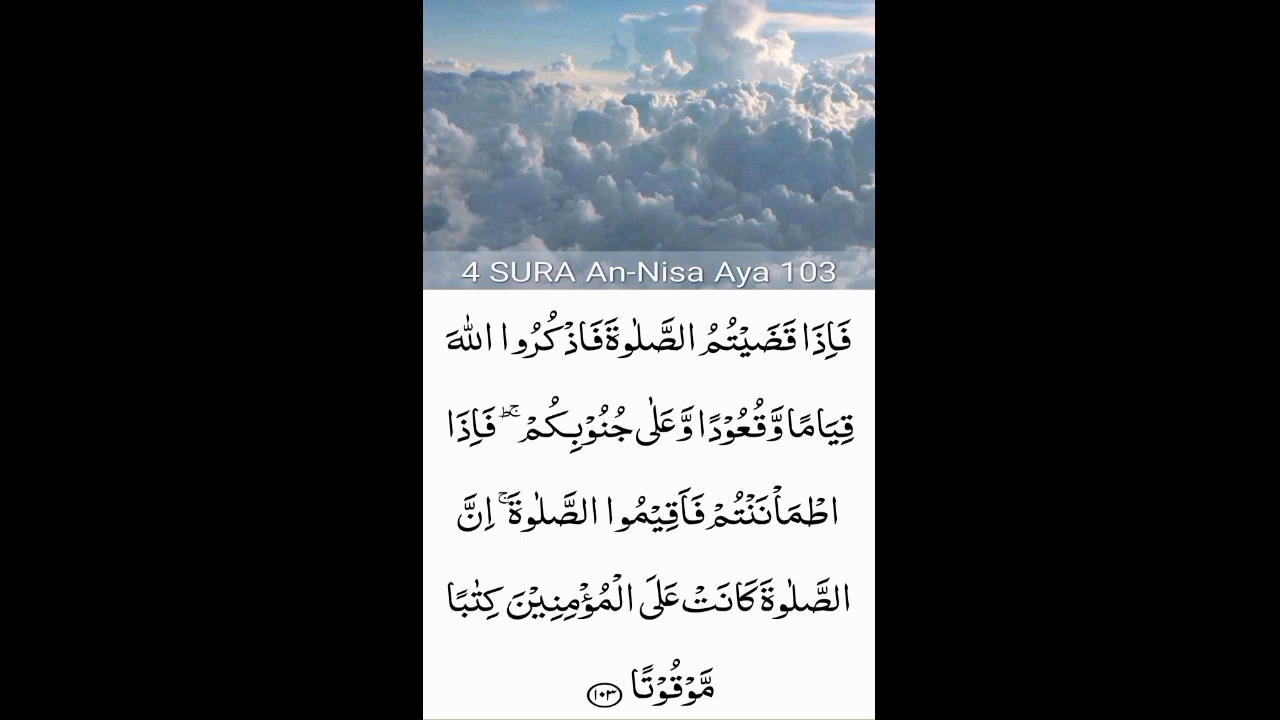 4 SURA An-Nisa Aya 103
فَاِذَا قَضَيْتُمُ الصَّلٰوةَ فَاذْكُرُوا اللّٰهَ
قِيَامًا وَّقُعُوْدًا وَّعَلٰى جُنُوْبِكُمْ ۚؕ فَاِذَا
اطْمَاْنَنْتُمْ فَاَقِيْمُوا الصَّلٰوةَ ۚ اِنَّ
الصَّلٰوةَ كَانَتْ عَلَى الْمُؤْمِنِيْنَ كِتٰبًا
مَّوْقُوْتًا ﴿۱۰۳﴾